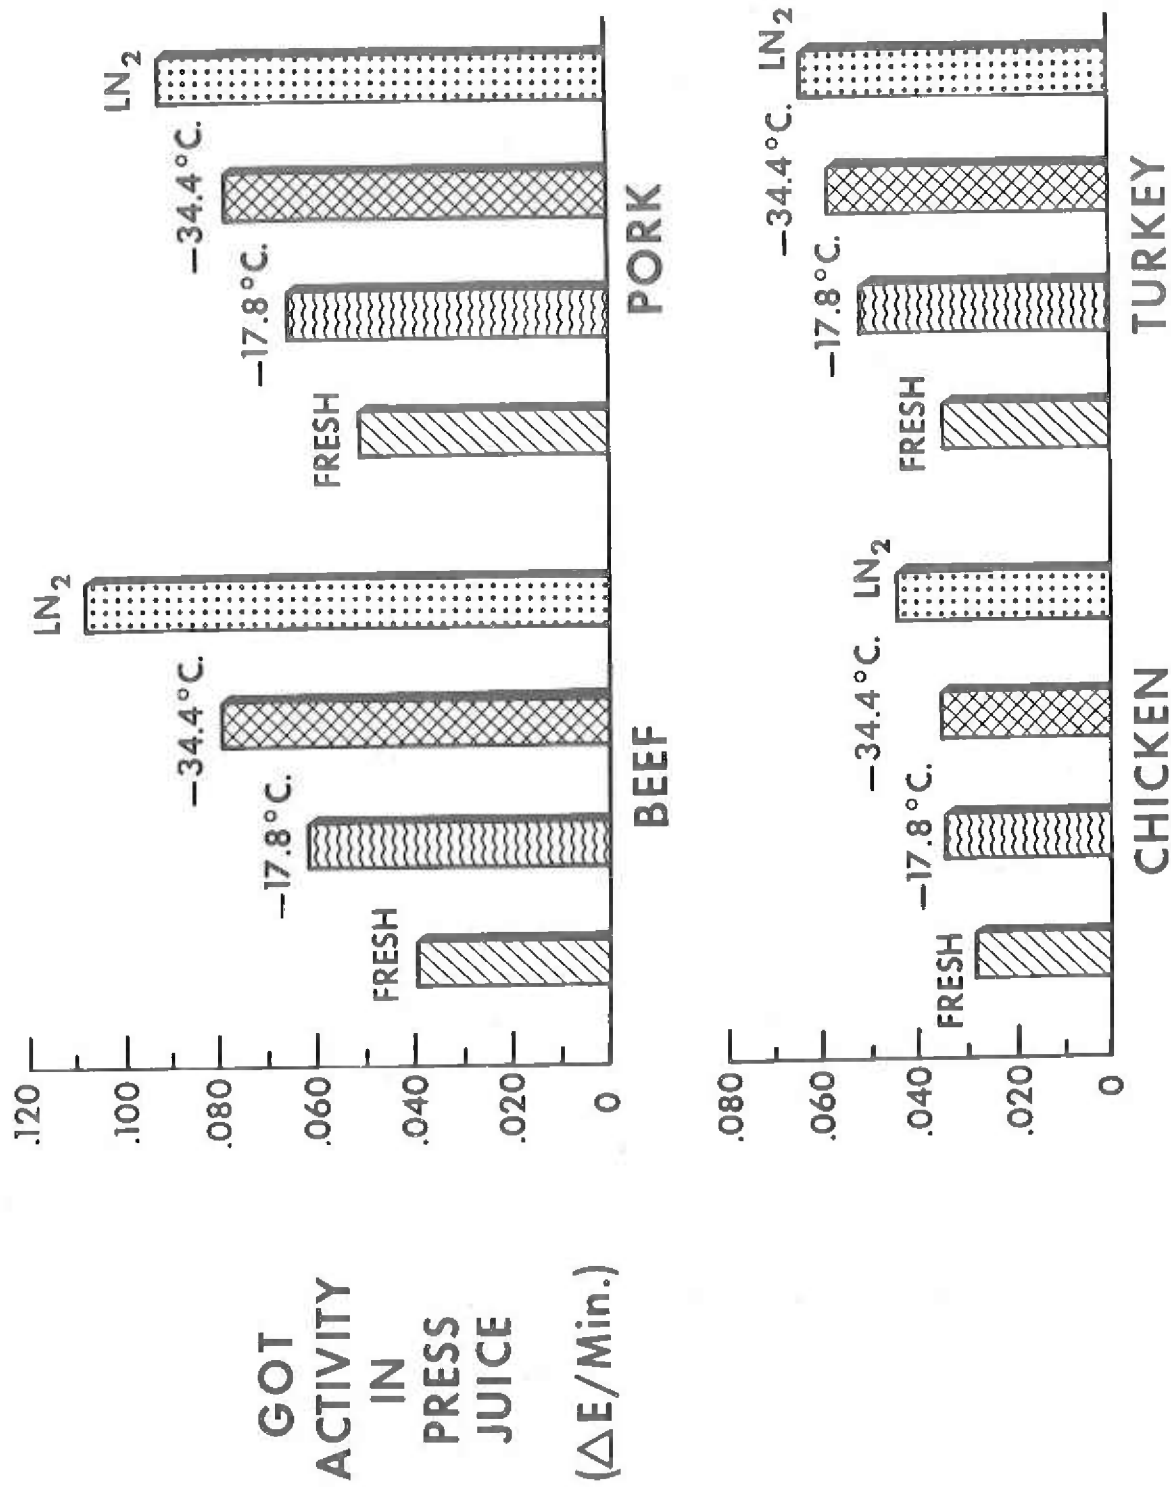 GOT
ACTIVITY
IN
PRESS
JUICE
(△E/Min.)
.120
.100
.080
.060
.040
.020
0
LN2
LN2
−34.4°C.
−34.4°C.
−17.8°C.
−17.8°C.
FRESH
FRESH
BEEF
PORK
.080
.060
.040
.020
0
LN2
−34.4°C.
−17.8°C.
LN2
−34.4°C.
FRESH
−17.8°C.
FRESH
CHICKEN
TURKEY